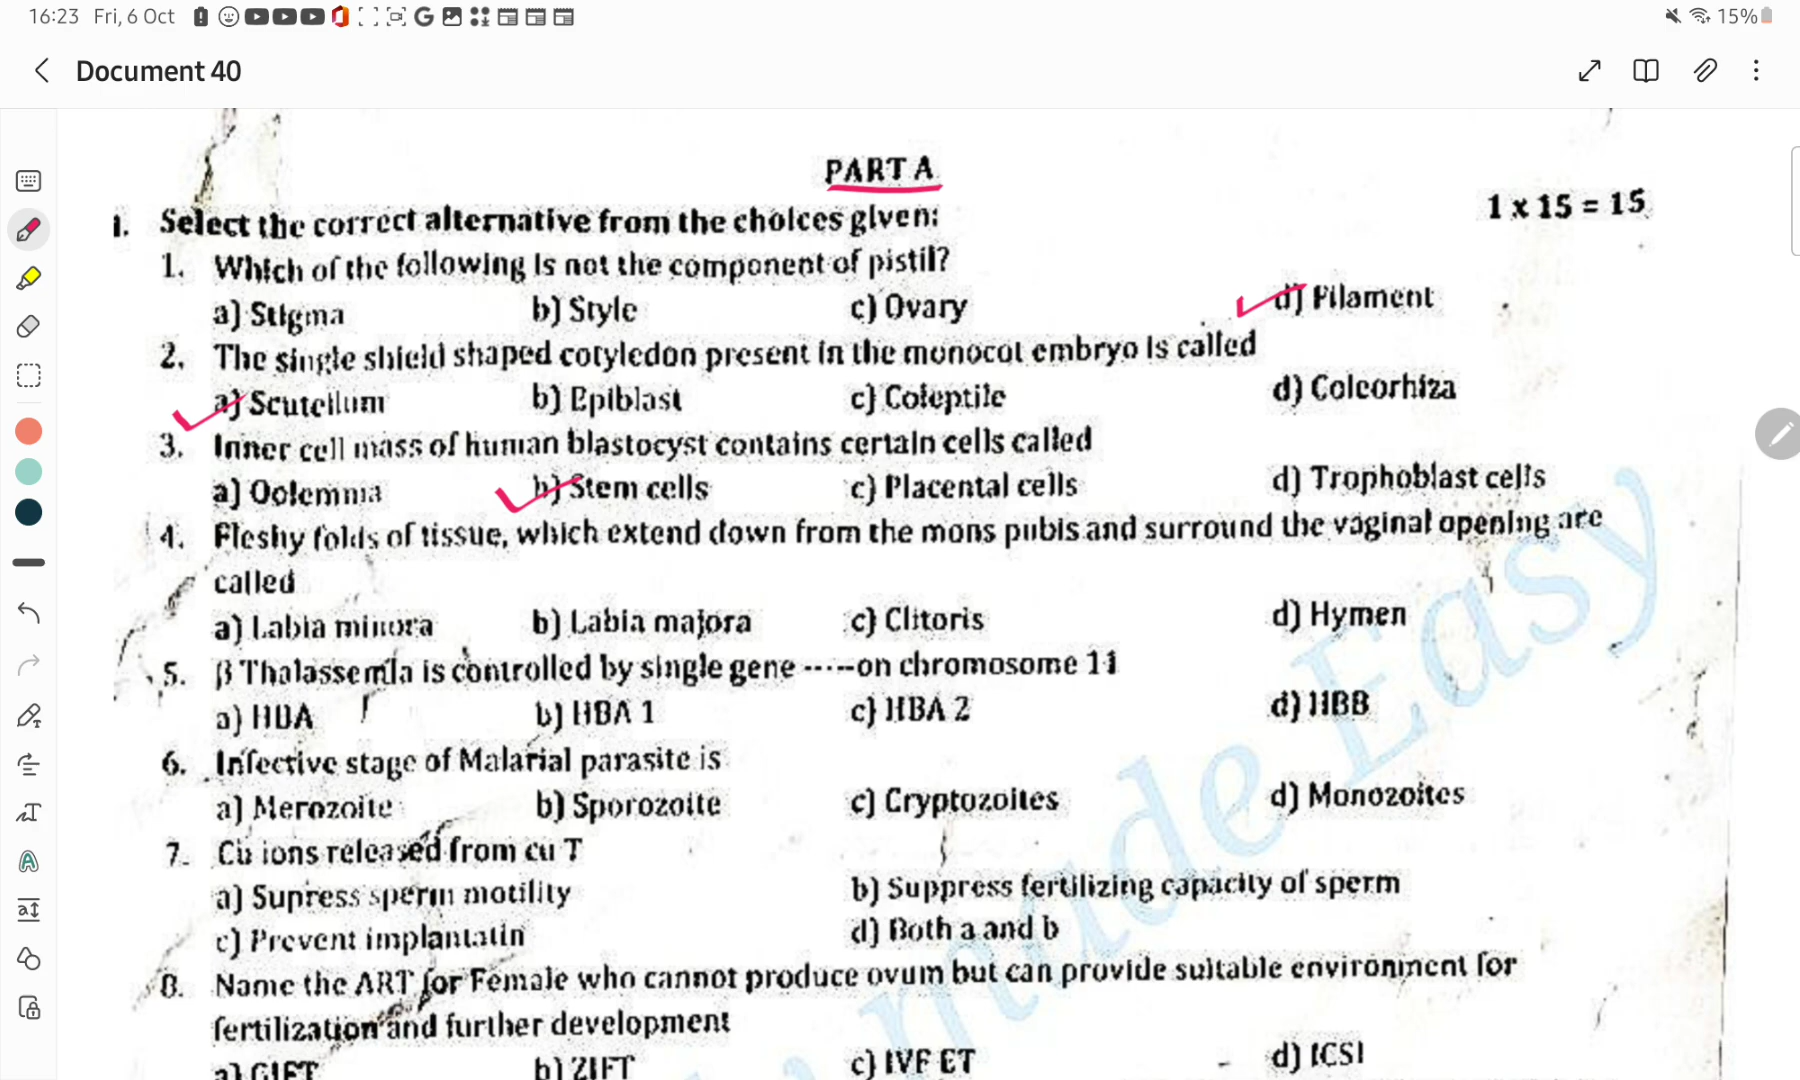 16:23 Fri, 6 Oct
15%
Document 40
PART A
1 x 15 = 15
I. Select the correct alternative from the choices given:
1. Which of the following is not the component of pistil?
a) Stigma b) Style c) Ovary d) Filament
2. The single shield shaped cotyledon present in the monocot embryo is called
a) Scutellum b) Epiblast c) Coleptile d) Coleorhiza
3. Inner cell mass of human blastocyst contains certain cells called
a) Oolemma b) Stem cells c) Placental cells d) Trophoblast cells
4. Fleshy folds of tissue, which extend down from the mons pubis and surround the vaginal opening are
called
a) Labia minora b) Labia majora c) Clitoris d) Hymen
5. β Thalassemia is controlled by single gene -----on chromosome 11
a) HBA b) HBA 1 c) HBA 2 d) HBB
6. Infective stage of Malarial parasite is
a) Merozoite b) Sporozoite c) Cryptozoites d) Monozoites
7. Cu ions released from cu T
a) Supress sperm motility b) Suppress fertilizing capacity of sperm
c) Prevent implantatin d) Both a and b
8. Name the ART for Female who cannot produce ovum but can provide suitable environment for
fertilization and further development
a) GIFT b) ZIFT c) IVF ET d) ICSI
made Easy